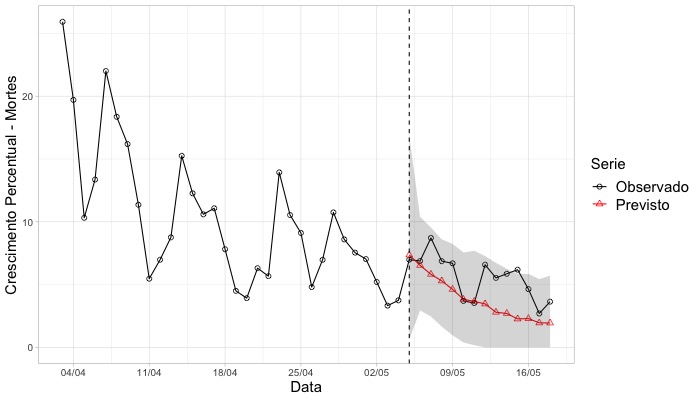 Crescimento Percentual - Mortes
20
10
0
04/04
11/04
18/04
25/04
02/05
09/05
16/05
Data
Serie
Observado
Previsto